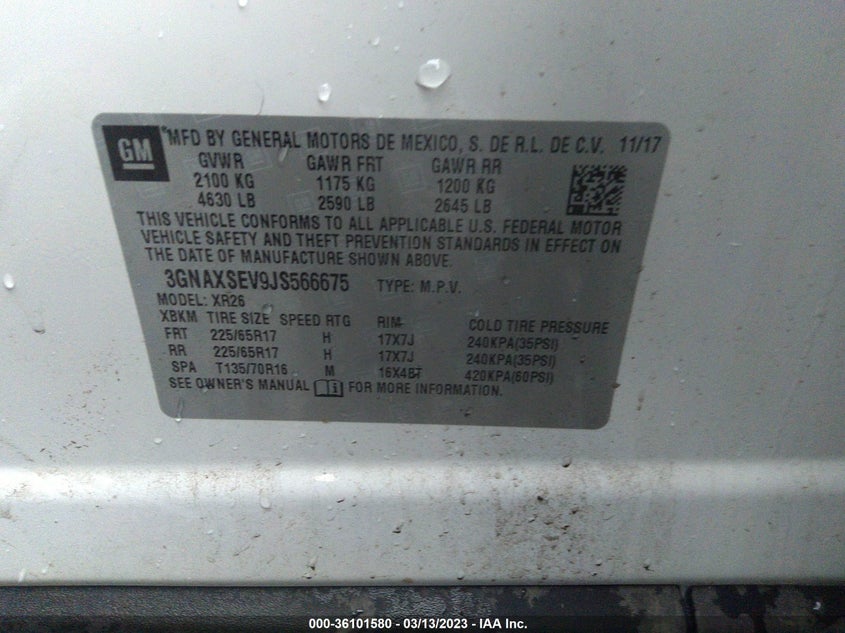 GM
®MFD BY GENERAL MOTORS DE MEXICO, S. DE R.L. DE C.V. 11/17
GVWR GAWR FRT GAWR RR
2100 KG 1175 KG 1200 KG
4630 LB 2590 LB 2645 LB
THIS VEHICLE CONFORMS TO ALL APPLICABLE U.S. FEDERAL MOTOR
VEHICLE SAFETY AND THEFT PREVENTION STANDARDS IN EFFECT ON
THE DATE OF MANUFACTURE SHOWN ABOVE.
3GNAXSEV9JS566675 TYPE: M.P.V.
MODEL: XR26
XBKM TIRE SIZE SPEED RTG RIM COLD TIRE PRESSURE
FRT 225/65R17 H 17X7J 240KPA(35PSI)
RR 225/65R17 H 17X7J 240KPA(35PSI)
SPA T135/70R16 M 16X4BT 420KPA(60PSI)
SEE OWNER'S MANUAL i FOR MORE INFORMATION.
000-36101580 - 03/13/2023 - IAA Inc.